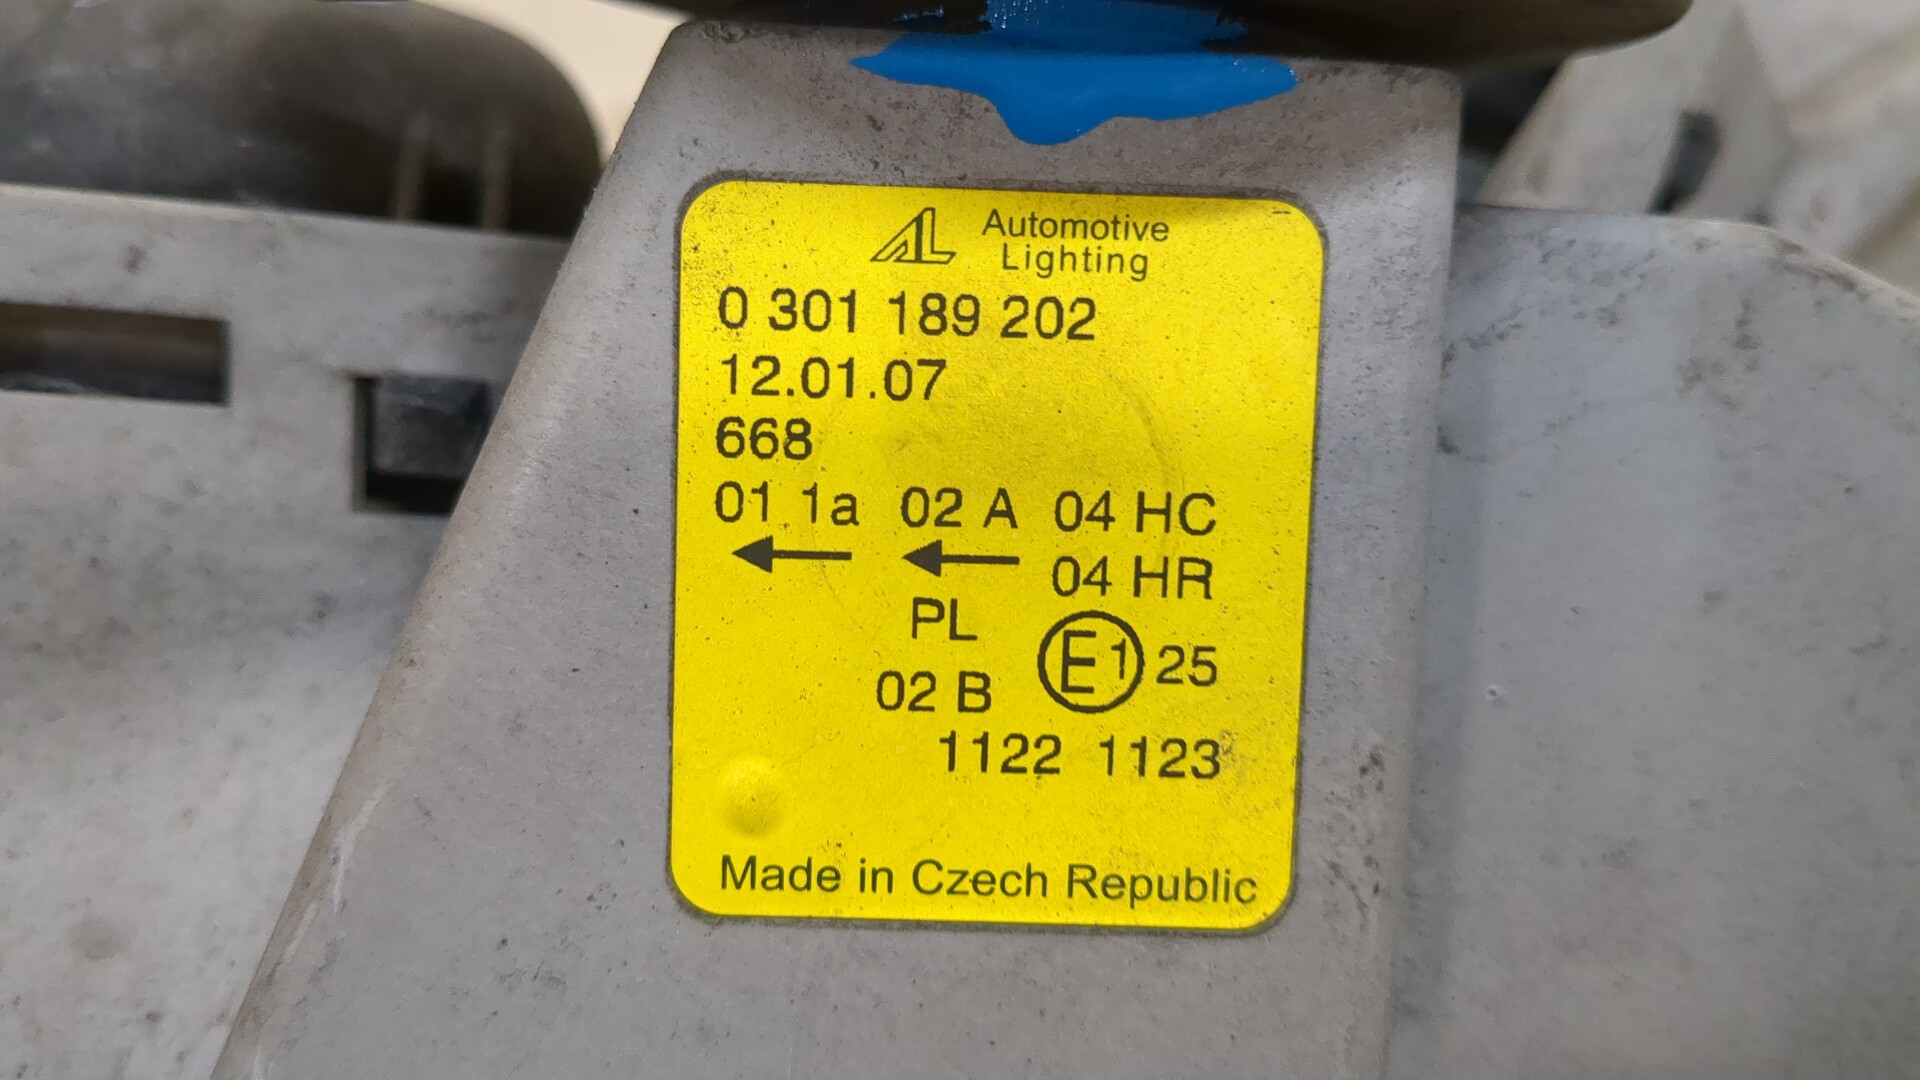 AL Automotive
Lighting
0 301 189 202
12.01.07
668
01 1a 02 A 04 HC
← ← 04 HR
PL
E1 25
02 B
1122 1123
Made in Czech Republic